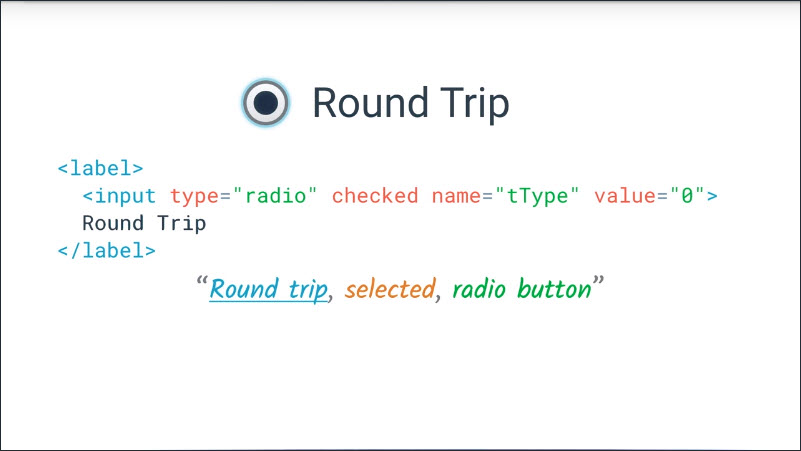 Round Trip
<label>
<input type="radio" checked name="tType" value="0">
Round Trip
</label>
“Round trip, selected, radio button”